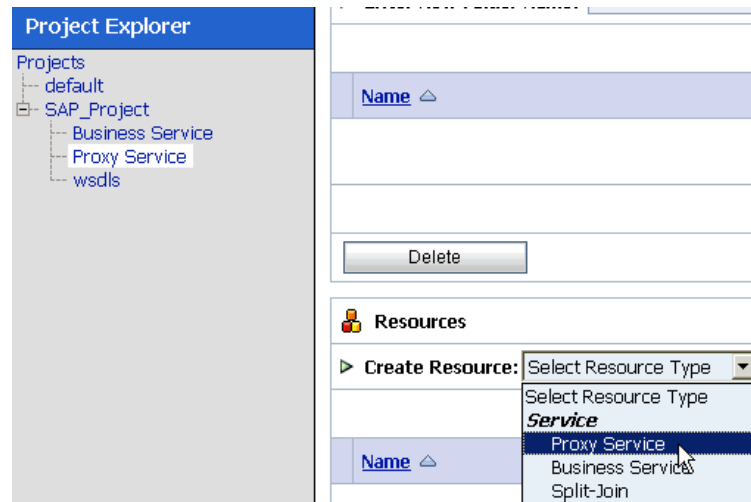 Project Explorer
Projects
default
SAP_Project
Business Service
Proxy Service
wsdls
Name
Delete
Resources
Create Resource: Select Resource Type
Select Resource Type
Service
Proxy Service
Business Service
Split-Join
Name